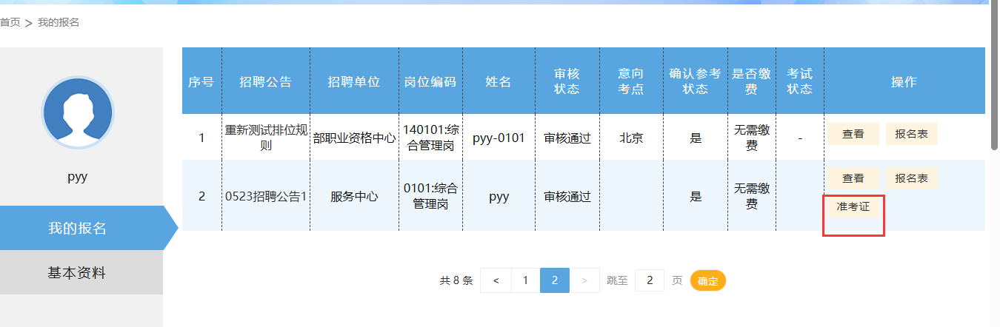 首页 > 我的报名
pyy
我的报名
基本资料
序号 招聘公告 招聘单位 岗位编码 姓名 审核状态 意向考点 确认参考状态 是否缴费 考试状态 操作
1 重新测试排位规则 部职业资格中心 140101:综合管理岗 pyy-0101 审核通过 北京 是 无需缴费 - 查看 报名表
2 0523招聘公告1 服务中心 0101:综合管理岗 pyy 审核通过 是 无需缴费 查看 报名表
准考证
共 8 条 < 1 2 > 跳至 2 页 确定